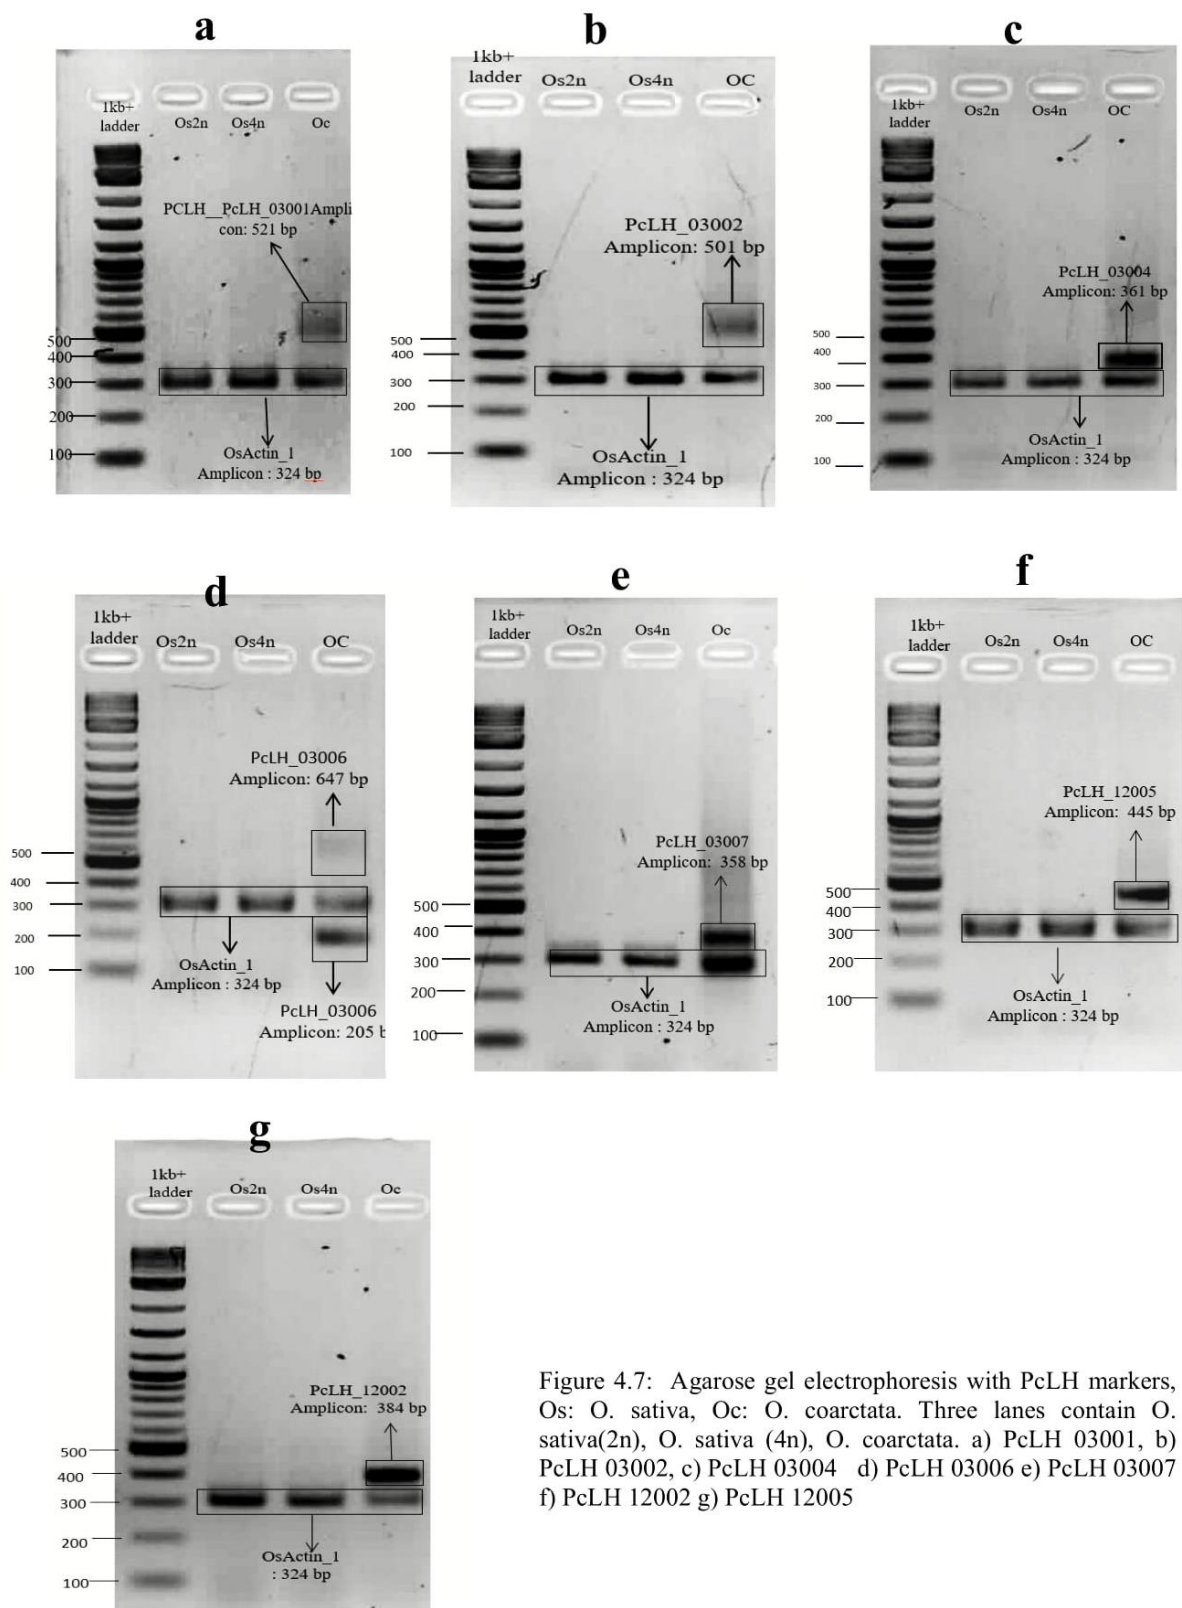 a
1kb+
ladder
Os2n
Os4n
Oc
PCLH__PcLH_03001Ampli
con: 521 bp
500
400
300
200
100
OsActin_1
Amplicon : 324 bp
b
1kb+
ladder
Os2n
Os4n
OC
PcLH_03002
Amplicon: 501 bp
500
400
300
200
100
OsActin_1
Amplicon : 324 bp
c
1kb+
ladder
Os2n
Os4n
OC
PcLH_03004
Amplicon: 361 bp
500
400
300
200
100
OsActin_1
Amplicon : 324 bp
d
1kb+
ladder
Os2n
Os4n
OC
PcLH_03006
Amplicon: 647 bp
500
400
300
200
100
OsActin_1
Amplicon : 324 bp
PcLH_03006
Amplicon: 205 b
e
1kb+
ladder
Os2n
Os4n
Oc
PcLH_03007
Amplicon: 358 bp
500
400
300
200
100
OsActin_1
Amplicon : 324 bp
f
1kb+
ladder
Os2n
Os4n
OC
PcLH_12005
Amplicon: 445 bp
500
400
300
200
100
OsActin_1
Amplicon : 324 bp
g
1kb+
ladder
Os2n
Os4n
Oc
PcLH_12002
Amplicon: 384 bp
500
400
300
200
100
OsActin_1
: 324 bp
Figure 4.7: Agarose gel electrophoresis with PcLH markers,
Os: O. sativa, Oc: O. coarctata. Three lanes contain O.
sativa(2n), O. sativa (4n), O. coarctata. a) PcLH 03001, b)
PcLH 03002, c) PcLH 03004 d) PcLH 03006 e) PcLH 03007
f) PcLH 12002 g) PcLH 12005